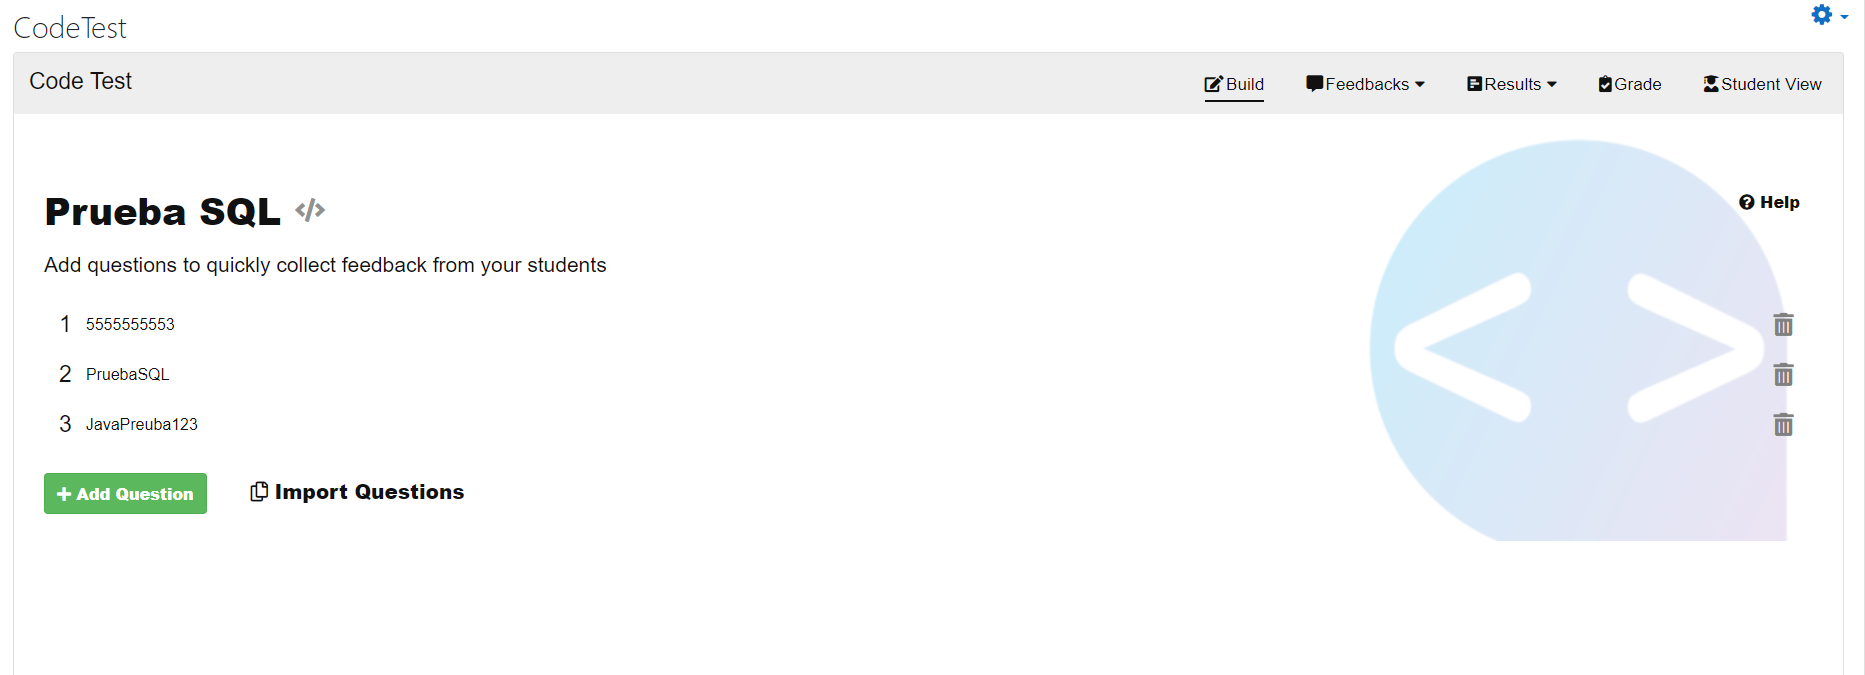 CodeTest
Code Test
Build Feedbacks Results Grade Student View
Prueba SQL </>
Help
Add questions to quickly collect feedback from your students
1 5555555553
2 PruebaSQL
3 JavaPreuba123
+ Add Question Import Questions